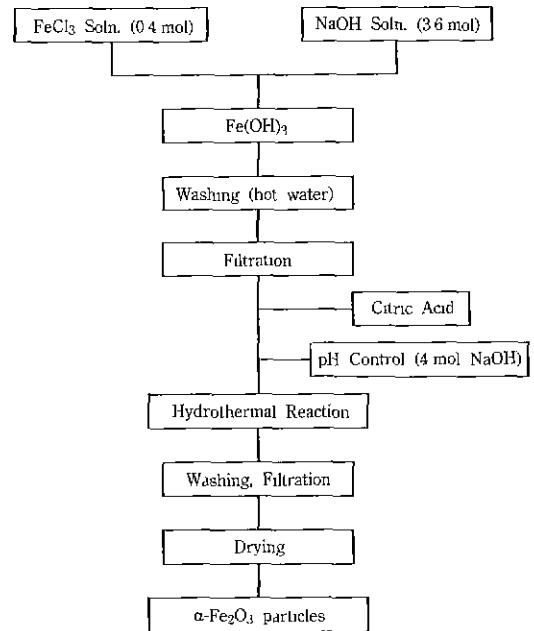 FeCl₃ Soln. (0 4 mol)
NaOH Soln. (3 6 mol)
Fe(OH)₃
Washing (hot water)
Filtration
Citric Acid
pH Control (4 mol NaOH)
Hydrothermal Reaction
Washing, Filtration
Drying
α-Fe₂O₃ particles